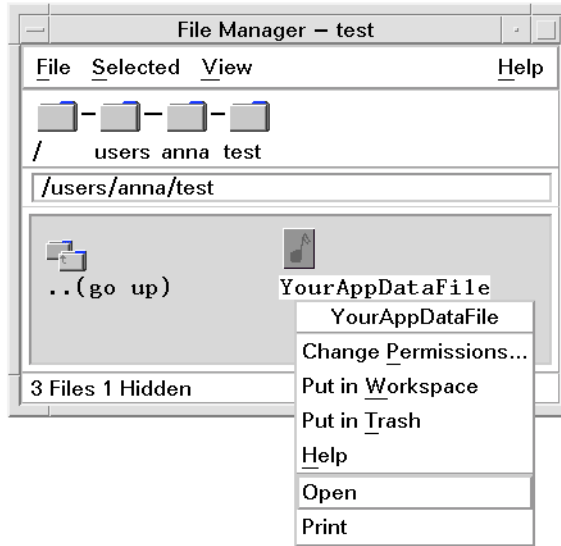 File Manager – test
File Selected View Help
/ users anna test
/users/anna/test
..(go up) YourAppDataFile
YourAppDataFile
Change Permissions...
3 Files 1 Hidden Put in Workspace
Put in Trash
Help
Open
Print